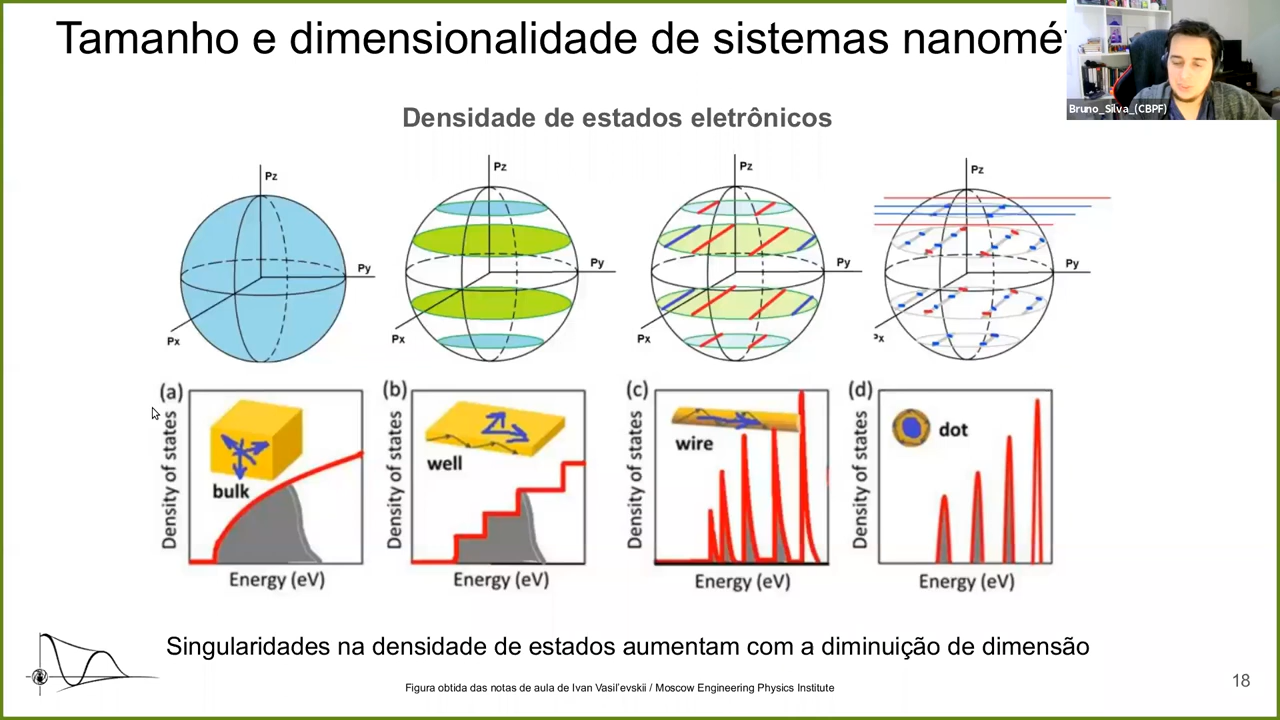 Tamanho e dimensionalidade de sistemas nanomé
Bruno_Silva_(CBPF)
Densidade de estados eletrônicos
Pz
Py
Px
Pz
Py
Px
Pz
Py
Px
Pz
Py
Px
(a)
Density of states
bulk
Energy (eV)
(b)
Density of states
well
Energy (eV)
(c)
Density of states
wire
Energy (eV)
(d)
Density of states
dot
Energy (eV)
Singularidades na densidade de estados aumentam com a diminuição de dimensão
Figura obtida das notas de aula de Ivan Vasil'evskii / Moscow Engineering Physics Institute
18